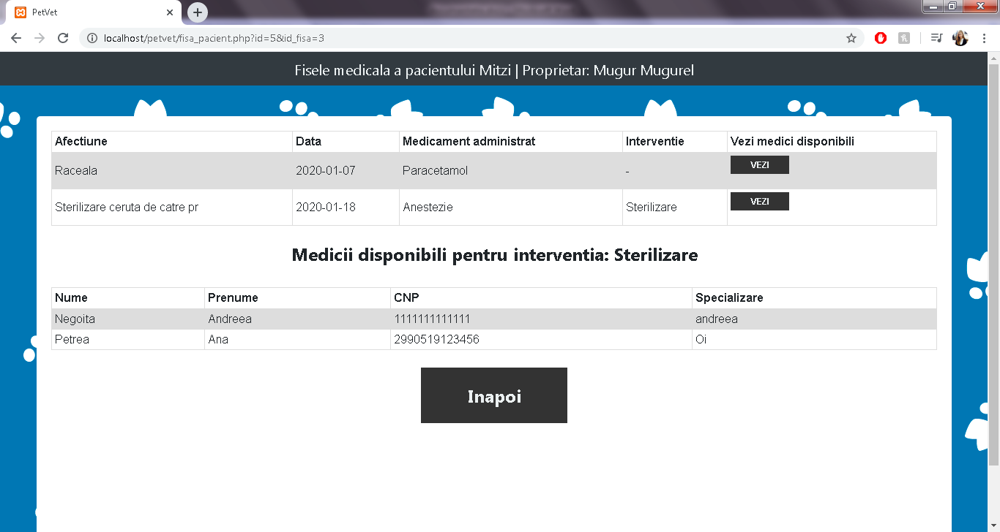 PetVet
localhost/petvet/fisa_pacient.php?id=5&id_fisa=3
Fisele medicala a pacientului Mitzi | Proprietar: Mugur Mugurel
Afectiune Data Medicament administrat Interventie Vezi medici disponibili
Raceala 2020-01-07 Paracetamol - VEZI
Sterilizare ceruta de catre pr 2020-01-18 Anestezie Sterilizare VEZI
Medicii disponibili pentru interventia: Sterilizare
Nume Prenume CNP Specializare
Negoita Andreea 1111111111111 andreea
Petrea Ana 2990519123456 Oi
Inapoi